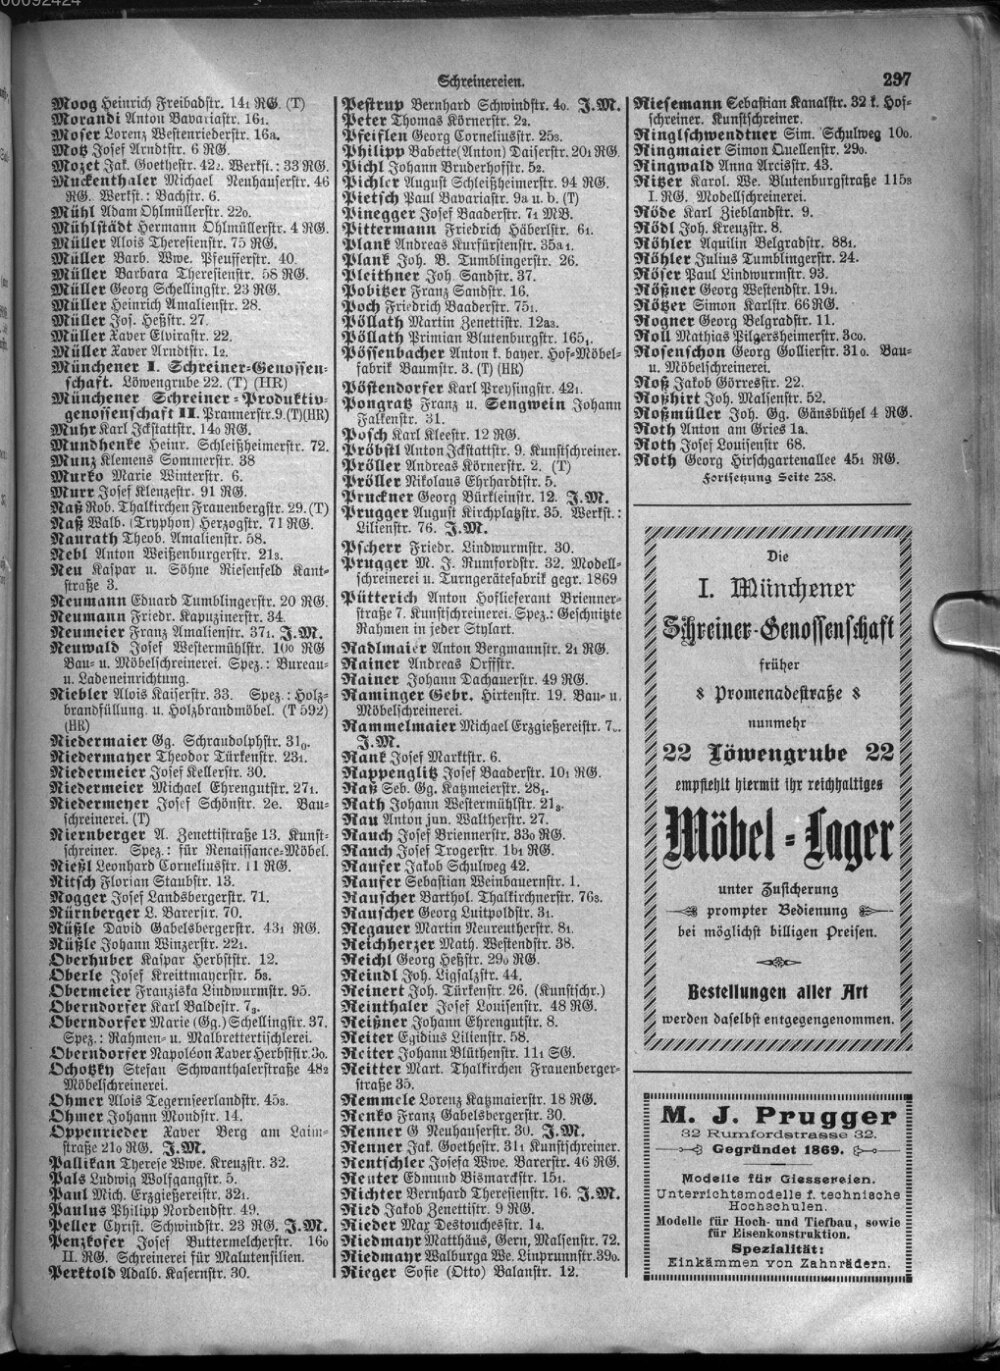 00092424
Schreinereien.
237
Moog Heinrich Freibadstr. 14₁ RG. (T)
Morandi Anton Bavariastr. 16₁.
Moser Lorenz Westenriederstr. 16a.
Motz Josef Arndtstr. 6 RG.
Mozet Jak. Goethestr. 42₂. Werkst.: 33 RG.
Muckenthaler Michael Neuhauserstr. 46
RG. Werkst.: Bachstr. 6.
Mühl Adam Ohlmüllerstr. 22₀.
Mühlstädt Hermann Ohlmüllerstr. 4 RG.
Müller Alois Theresienstr. 75 RG.
Müller Barb. Wwe. Pfeufferstr. 40.
Müller Barbara Theresienstr. 58 RG.
Müller Georg Schellingstr. 23 RG.
Müller Heinrich Amalienstr. 28.
Müller Jos. Heßstr. 27.
Müller Xaver Elvirastr. 22.
Müller Xaver Arndtstr. 1₂.
Münchener I. Schreiner-Genossen-
schaft. Löwengrube 22. (T) (HR)
Münchener Schreiner-Produktiv-
genossenschaft II. Prannerstr. 9. (T)(HR)
Muhr Karl Ickstattstr. 14₀ RG.
Mundhenke Heinr. Schleißheimerstr. 72.
Munz Klemens Sommerstr. 38
Murko Marie Winterstr. 6.
Murr Josef Klenzestr. 91 RG.
Naß Rob. Thalkirchen Frauenbergstr. 29. (T)
Naß Walb. (Tryphon) Herzogstr. 71 RG.
Naurath Theob. Amalienstr. 58.
Nebl Anton Weißenburgerstr. 21₃.
Neu Kaspar u. Söhne Riesenfeld Kant-
straße 3.
Neumann Eduard Tumblingerstr. 20 RG.
Neumann Friedr. Kapuzinerstr. 34.
Neumeier Franz Amalienstr. 37₁. J.M.
Neuwald Josef Westermühlstr. 10₀ RG
Bau- u. Möbelschreinerei. Spez.: Bureau-
u. Ladeneinrichtung.
Niebler Alois Kaiserstr. 33. Spez.: Holz-
brandfüllung. u. Holzbrandmöbel. (T 592)
(HR)
Niedermaier Gg. Schraudolphstr. 31₀.
Niedermayer Theodor Türkenstr. 23₁.
Niedermeier Josef Kellerstr. 30.
Niedermeier Michael Ehrengutstr. 27₁.
Niedermeyer Josef Schönstr. 2e. Bau-
schreinerei. (T)
Niernberger A. Zenettistraße 13. Kunst-
schreiner. Spez.: für Renaissance-Möbel.
Nießl Leonhard Corneliusstr. 11 RG.
Nitsch Florian Staubstr. 13.
Nogger Josef Landsbergerstr. 71.
Nürnberger L. Barerstr. 70.
Nüßle David Gabelsbergerstr. 43₁ RG.
Nüßle Johann Winzerstr. 22₁.
Oberhuber Kaspar Herbststr. 12.
Oberle Josef Kreittmayrstr. 5₃.
Obermeier Franziska Lindwurmstr. 95.
Oberndorfer Karl Baldestr. 7₃.
Oberndorfer Marie (Gg.) Schellingstr. 37.
Spez.: Rahmen- u. Malbrettertischlerei.
Oberndorfer Napoléon Xaver Herbststr. 3₀.
Ochotzky Stefan Schwanthalerstraße 48₂
Möbelschreinerei.
Ohmer Alois Tegernseerlandstr. 45₃.
Ohmer Johann Mondstr. 14.
Oppenrieder Xaver Berg am Laim-
straße 21₀ RG. J.M.
Pallikan Therese Wwe. Kreuzstr. 32.
Pals Ludwig Wolfgangstr. 5.
Paul Mich. Erzgießereistr. 32₁.
Paulus Philipp Nordendstr. 49.
Peller Christ. Schwindstr. 23 RG. J.M.
Penzkofer Josef Buttermelcherstr. 16₀
II. RG. Schreinerei für Malutensilien.
Perktold Adalb. Kasernstr. 30.
Pestrup Bernhard Schwindstr. 4₀. J.M.
Peter Thomas Körnerstr. 2₂.
Pfeiflen Georg Corneliusstr. 25₃.
Philipp Babette (Anton) Daiserstr. 20₁ RG.
Pichl Johann Bruderhofstr. 5₂.
Pichler August Schleißheimerstr. 94 RG.
Pietsch Paul Bavariastr. 9a u. b. (T)
Pinegger Josef Baaderstr. 7₁ MB.
Pittermann Friedrich Häberlstr. 6₁.
Plank Andreas Kurfürstenstr. 35a₁.
Plank Joh. B. Tumblingerstr. 26.
Pleithner Joh. Sandstr. 37.
Pobitzer Franz Sandstr. 16.
Poch Friedrich Baaderstr. 75₁.
Pöllath Martin Zenettistr. 12a₃.
Pöllath Primian Blutenburgstr. 165₁.
Pössenbacher Anton k. bayer. Hof-Möbel-
fabrik Baumstr. 3. (T) (HR)
Pöstendorfer Karl Preysingstr. 42₁.
Pongratz Franz u. Sengwein Johann
Falkenstr. 31.
Posch Karl Kleestr. 12 RG.
Pröbstl Anton Ickstattstr. 9. Kunstschreiner.
Pröller Andreas Körnerstr. 2. (T)
Pröller Nikolaus Ehrhardtstr. 5.
Pruckner Georg Bürkleinstr. 12. J.M.
Prugger August Kirchplatzstr. 35. Werkst.:
Lilienstr. 76. J.M.
Pscherr Friedr. Lindwurmstr. 30.
Prugger M. J. Rumfordstr. 32. Modell-
schreinerei u. Turngerätefabrik gegr. 1869
Pütterich Anton Hoflieferant Brienner-
straße 7. Kunstschreinerei. Spez.: Geschnitzte
Rahmen in jeder Stylart.
Radlmaier Anton Bergmannstr. 2₁ RG.
Rainer Andreas Orffstr.
Rainer Johann Dachauerstr. 49 RG.
Raminger Gebr. Hirtenstr. 19. Bau- u.
Möbelschreinerei.
Rammelmaier Michael Erzgießereistr. 7.
J.M.
Rank Josef Marktstr. 6.
Rappenglitz Josef Baaderstr. 10₁ RG.
Raß Seb. Gg. Katzmeierstr. 28₁.
Rath Johann Westermühlstr. 21₃.
Rau Anton jun. Waltherstr. 27.
Rauch Josef Briennerstr. 33₀ RG.
Rauch Josef Trogerstr. 1b₁ RG.
Raufer Jakob Schulweg 42.
Raufer Sebastian Weinbauernstr. 1.
Rauscher Barthol. Thalkirchnerstr. 76₃.
Rauscher Georg Luitpoldstr. 3₁.
Regauer Martin Neureutherstr. 8₁.
Reichherzer Math. Westendstr. 38.
Reichl Georg Heßstr. 29₀ RG.
Reindl Joh. Ligsalzstr. 44.
Reinert Joh. Türkenstr. 26. (Kunstschr.)
Reinthaler Josef Louisenstr. 48 RG.
Reißner Johann Ehrengutstr. 8.
Reiter Egidius Lilienstr. 58.
Reiter Johann Blüthenstr. 11₁ SG.
Reitter Mart. Thalkirchen Frauenberger-
straße 35.
Remmele Lorenz Katzmaierstr. 18 RG.
Renko Franz Gabelsbergerstr. 30.
Renner G Neuhauserstr. 30. J.M.
Renner Jak. Goethestr. 31₁ Kunstschreiner.
Rentschler Josefa Wwe. Barerstr. 46 RG.
Reuter Edmund Bismarckstr. 15₁.
Richter Bernhard Theresienstr. 16. J.M.
Ried Jakob Zenettistr. 9 RG.
Rieder Max Destouchesstr. 1₄.
Riedmayr Matthäus, Gern, Malsenstr. 72.
Riedmayr Walburga We. Linprunnstr. 39₀.
Rieger Sofie (Otto) Balanstr. 12.
Riesemann Sebastian Kanalstr. 32 k. Hof-
schreiner. Kunstschreiner.
Ringlschwendtner Sim. Schulweg 10₀.
Ringmaier Simon Quellenstr. 29₀.
Ringwald Anna Arcisstr. 43.
Ritzer Karol. We. Blutenburgstraße 115₃
I. RG. Modellschreinerei.
Röde Karl Zieblandstr. 9.
Rödl Joh. Kreuzstr. 8.
Röhler Aquilin Belgradstr. 88₁.
Röhler Julius Tumblingerstr. 24.
Röser Paul Lindwurmstr. 93.
Rößner Georg Westendstr. 19₁.
Rötzer Simon Karlstr. 66 RG.
Rogner Georg Belgradstr. 11.
Roll Mathias Pilgersheimerstr. 3c₀.
Rosenschon Georg Gollierstr. 31₀. Bau-
u. Möbelschreinerei.
Roß Jakob Görresstr. 22.
Roßhirt Joh. Malsenstr. 52.
Roßmüller Joh. Gg. Gänsbühel 4 RG.
Roth Anton am Gries 1a.
Roth Josef Louisenstr 68.
Roth Georg Hirschgartenallee 45₁ RG.
Fortsetzung Seite 238.
Die
I. Münchener
Schreiner-Genossenschaft
früher
8 Promenadestraße 8
nunmehr
22 Löwengrube 22
empfiehlt hiermit ihr reichhaltiges
Möbel-Lager
unter Zusicherung
prompter Bedienung
bei möglichst billigen Preisen.
Bestellungen aller Art
werden daselbst entgegengenommen.
M. J. Prugger
32 Rumfordstrasse 32.
Gegründet 1869.
Modelle für Giessereien.
Unterrichtsmodelle f. technische
Hochschulen.
Modelle für Hoch- und Tiefbau, sowie
für Eisenkonstruktion.
Spezialität:
Einkämmen von Zahnrädern.